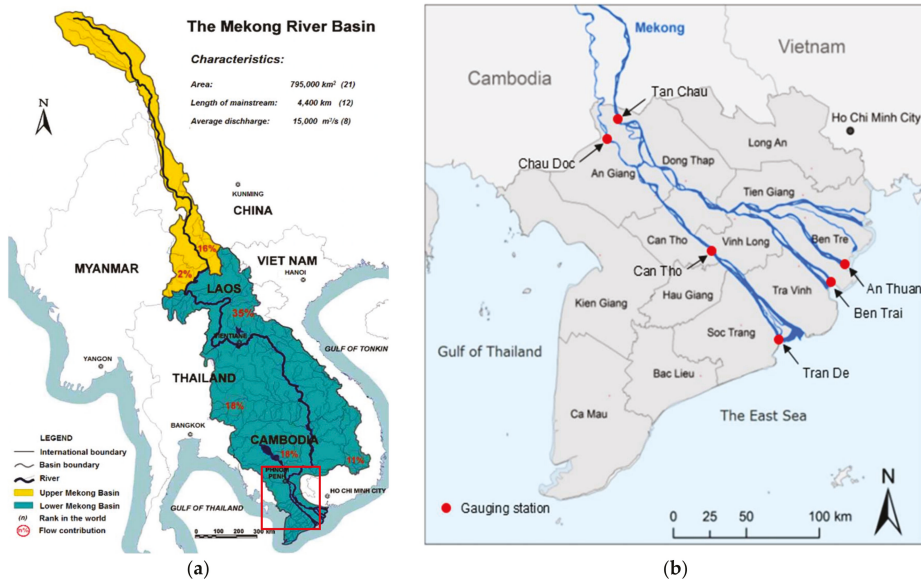 The Mekong River Basin
Characteristics:
Area: 795,000 km² (21)
Length of mainstream: 4,400 km (12)
Average dischharge: 15,000 m³/s (8)
N
KUNMING
CHINA
16%
MYANMAR
2%
VIET NAM
HANOI
LAOS
35%
VIENTIANE
GULF OF TONKIN
YANGON
THAILAND
18%
BANGKOK
CAMBODIA
18%
11%
PHNOM
PENH
HO CHI MINH CITY
GULF OF THAILAND
LEGEND
International boundary
Basin boundary
River
Upper Mekong Basin
Lower Mekong Basin
(n) Rank in the world
Flow contribution
0 100 200 300 km
(a)
Mekong
Vietnam
Cambodia
Tan Chau
Ho Chi Minh City
Chau Doc
Long An
Dong Thap
An Giang
Tien Giang
Can Tho
Vinh Long
Ben Tre
Can Tho
An Thuan
Hau Giang
Tra Vinh
Kien Giang
Ben Trai
Soc Trang
Gulf of Thailand
Tran De
Bac Lieu
Ca Mau
The East Sea
N
Gauging station
0 25 50 100 km
(b)